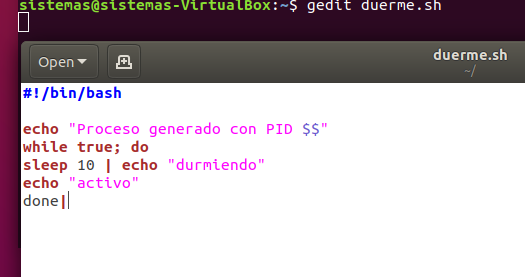 sistemas@sistemas-VirtualBox:~$ gedit duerme.sh
Open
duerme.sh
~/
#!/bin/bash
echo "Proceso generado con PID $$"
while true; do
sleep 10 | echo "durmiendo"
echo "activo"
done|